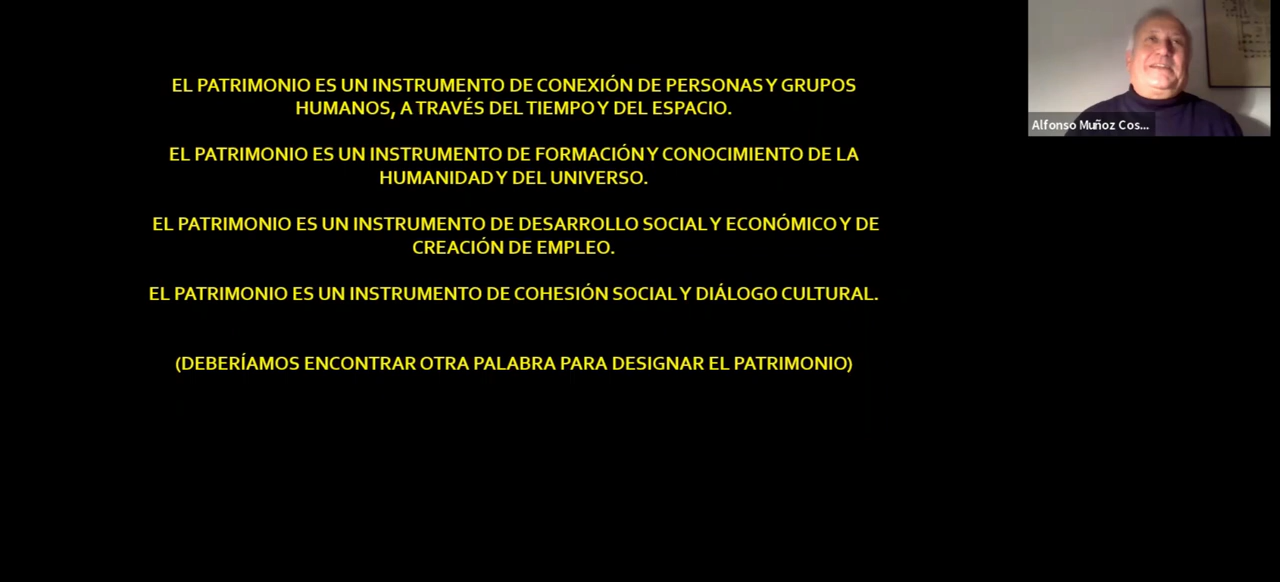 EL PATRIMONIO ES UN INSTRUMENTO DE CONEXIÓN DE PERSONAS Y GRUPOS
HUMANOS, A TRAVÉS DEL TIEMPO Y DEL ESPACIO.
EL PATRIMONIO ES UN INSTRUMENTO DE FORMACIÓN Y CONOCIMIENTO DE LA
HUMANIDAD Y DEL UNIVERSO.
EL PATRIMONIO ES UN INSTRUMENTO DE DESARROLLO SOCIAL Y ECONÓMICO Y DE
CREACIÓN DE EMPLEO.
EL PATRIMONIO ES UN INSTRUMENTO DE COHESIÓN SOCIAL Y DIÁLOGO CULTURAL.
(DEBERÍAMOS ENCONTRAR OTRA PALABRA PARA DESIGNAR EL PATRIMONIO)
Alfonso Muñoz Cos...